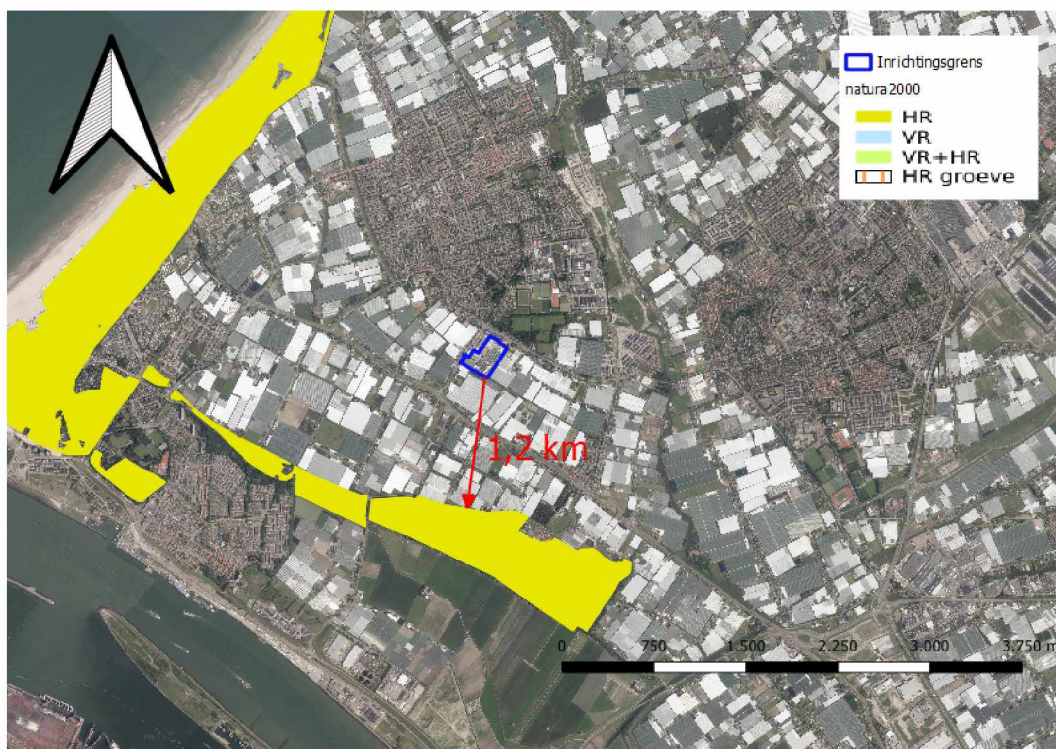 Inrichtingsgrens
natura2000
HR
VR
VR+HR
HR groeve
1,2 km
0 750 1.500 2.250 3.000 3.750 m